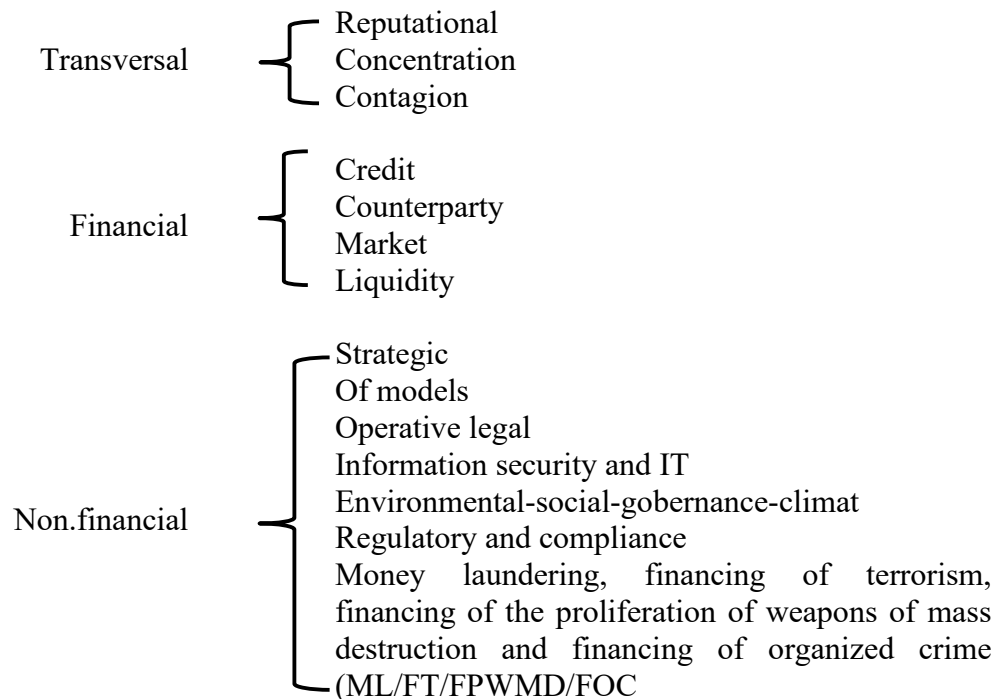 Transversal
Reputational
Concentration
Contagion
Financial
Credit
Counterparty
Market
Liquidity
Non.financial
Strategic
Of models
Operative legal
Information security and IT
Environmental-social-gobernance-climat
Regulatory and compliance
Money laundering, financing of terrorism,
financing of the proliferation of weapons of mass
destruction and financing of organized crime
(ML/FT/FPWMD/FOC